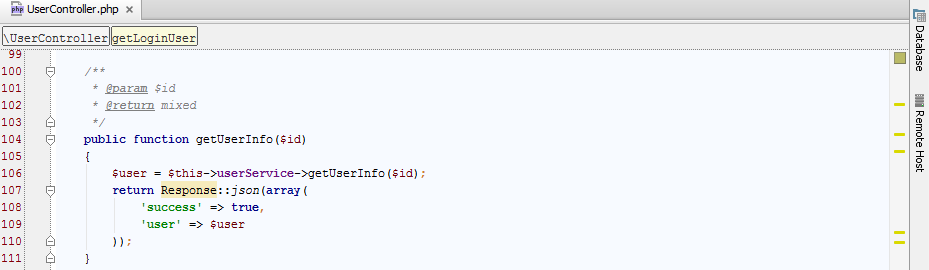 php UserController.php ×
\UserController getLoginUser
99
100 /**
101 * @param $id
102 * @return mixed
103 */
104 public function getUserInfo($id)
105 {
106 $user = $this->userService->getUserInfo($id);
107 return Response::json(array(
108 'success' => true,
109 'user' => $user
110 ));
111 }
Database
Remote Host